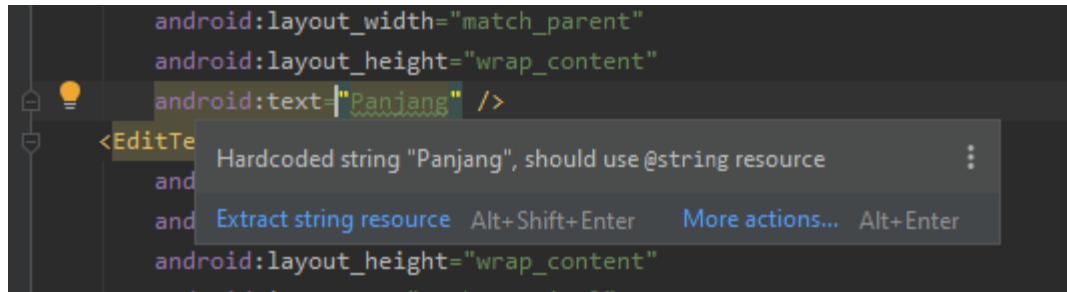 android:layout_width="match_parent"
android:layout_height="wrap_content"
android:text="Panjang" />
<EditTe
Hardcoded string "Panjang", should use @string resource
and
and
Extract string resource Alt+Shift+Enter More actions... Alt+Enter
android:layout_height="wrap_content"